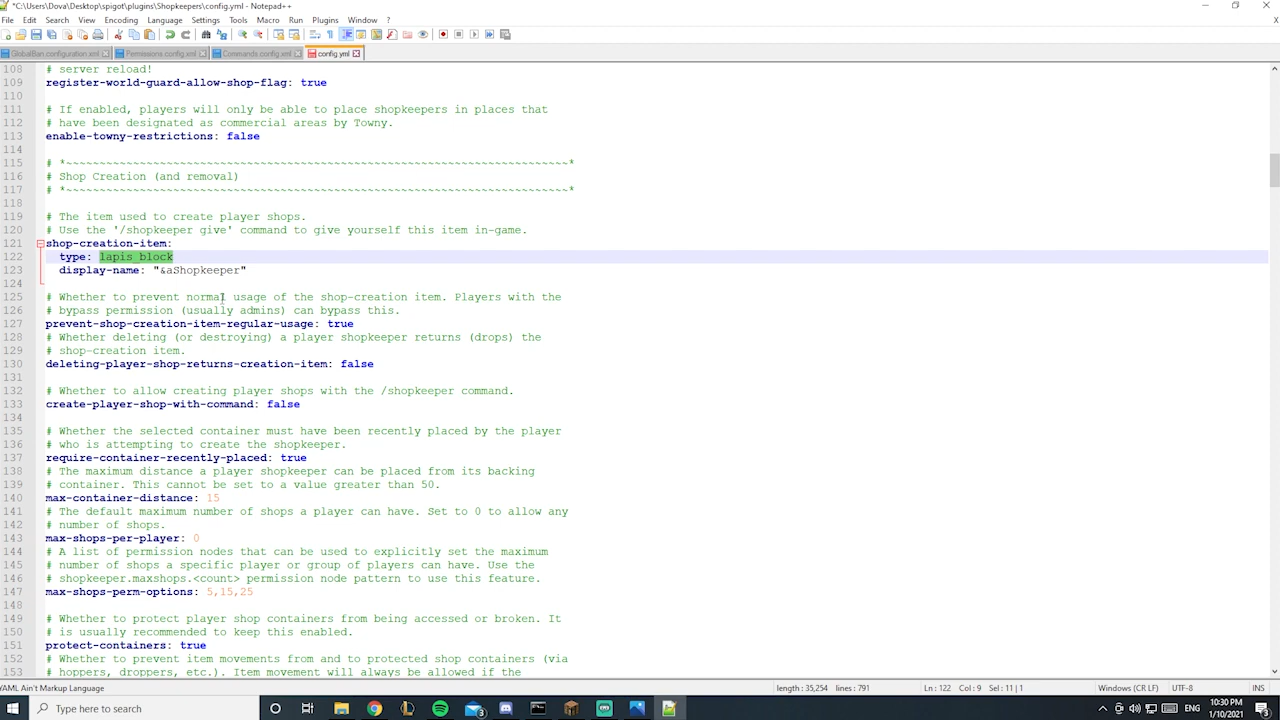 *C:\Users\Dova\Desktop\spigot\plugins\Shopkeepers\config.yml - Notepad++
File Edit Search View Encoding Language Settings Tools Macro Run Plugins Window ?
X
GlobalBan.configuration.xml Permissions.config.xml Commands.config.xml config.yml
108 # server reload!
109 register-world-guard-allow-shop-flag: true
110
111 # If enabled, players will only be able to place shopkeepers in places that
112 # have been designated as commercial areas by Towny.
113 enable-towny-restrictions: false
114
115 # *~~~~~~~~~~~~~~~~~~~~~~~~~~~~~~~~~~~~~~~~~~~~~~~~~~~~~~~~~~~~~~~~~~~~~~~~~~~*
116 # Shop Creation (and removal)
117 # *~~~~~~~~~~~~~~~~~~~~~~~~~~~~~~~~~~~~~~~~~~~~~~~~~~~~~~~~~~~~~~~~~~~~~~~~~~~*
118
119 # The item used to create player shops.
120 # Use the '/shopkeeper give' command to give yourself this item in-game.
121 shop-creation-item:
122 type: lapis_block
123 display-name: "&aShopkeeper"
124
125 # Whether to prevent normal usage of the shop-creation item. Players with the
126 # bypass permission (usually admins) can bypass this.
127 prevent-shop-creation-item-regular-usage: true
128 # Whether deleting (or destroying) a player shopkeeper returns (drops) the
129 # shop-creation item.
130 deleting-player-shop-returns-creation-item: false
131
132 # Whether to allow creating player shops with the /shopkeeper command.
133 create-player-shop-with-command: false
134
135 # Whether the selected container must have been recently placed by the player
136 # who is attempting to create the shopkeeper.
137 require-container-recently-placed: true
138 # The maximum distance a player shopkeeper can be placed from its backing
139 # container. This cannot be set to a value greater than 50.
140 max-container-distance: 15
141 # The default maximum number of shops a player can have. Set to 0 to allow any
142 # number of shops.
143 max-shops-per-player: 0
144 # A list of permission nodes that can be used to explicitly set the maximum
145 # number of shops a specific player or group of players can have. Use the
146 # shopkeeper.maxshops.<count> permission node pattern to use this feature.
147 max-shops-perm-options: 5,15,25
148
149 # Whether to protect player shop containers from being accessed or broken. It
150 # is usually recommended to keep this enabled.
151 protect-containers: true
152 # Whether to prevent item movements from and to protected shop containers (via
153 # hoppers, droppers, etc.). Item movement will always be allowed if the
YAML Ain't Markup Language length : 35,254 lines : 791 Ln : 122 Col : 9 Sel : 11 | 1 Windows (CR LF) UTF-8 INS
Type here to search 3 ENG 10:30 PM
1/10/2021 3